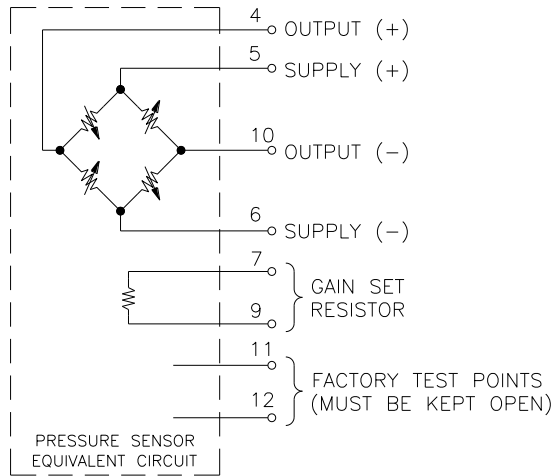 4
OUTPUT (+)
5
SUPPLY (+)
10
OUTPUT (−)
6
SUPPLY (−)
7
GAIN SET
RESISTOR
9
11
FACTORY TEST POINTS
(MUST BE KEPT OPEN)
12
PRESSURE SENSOR
EQUIVALENT CIRCUIT